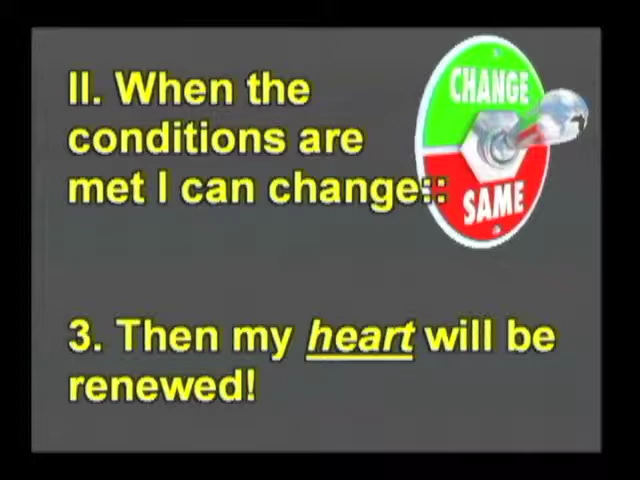 II. When the
conditions are
met I can change::
CHANGE
SAME
3. Then my heart will be
renewed!